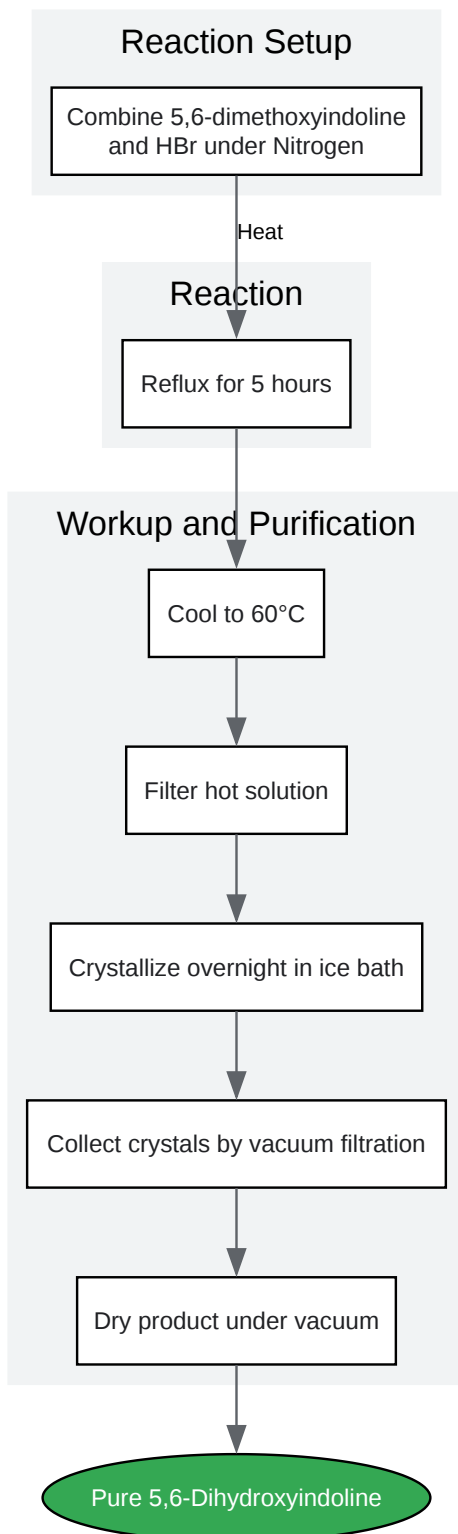 Reaction Setup
Combine 5,6-dimethoxyindoline
and HBr under Nitrogen
Heat
Reaction
Reflux for 5 hours
Workup and Purification
Cool to 60°C
Filter hot solution
Crystallize overnight in ice bath
Collect crystals by vacuum filtration
Dry product under vacuum
Pure 5,6-Dihydroxyindoline